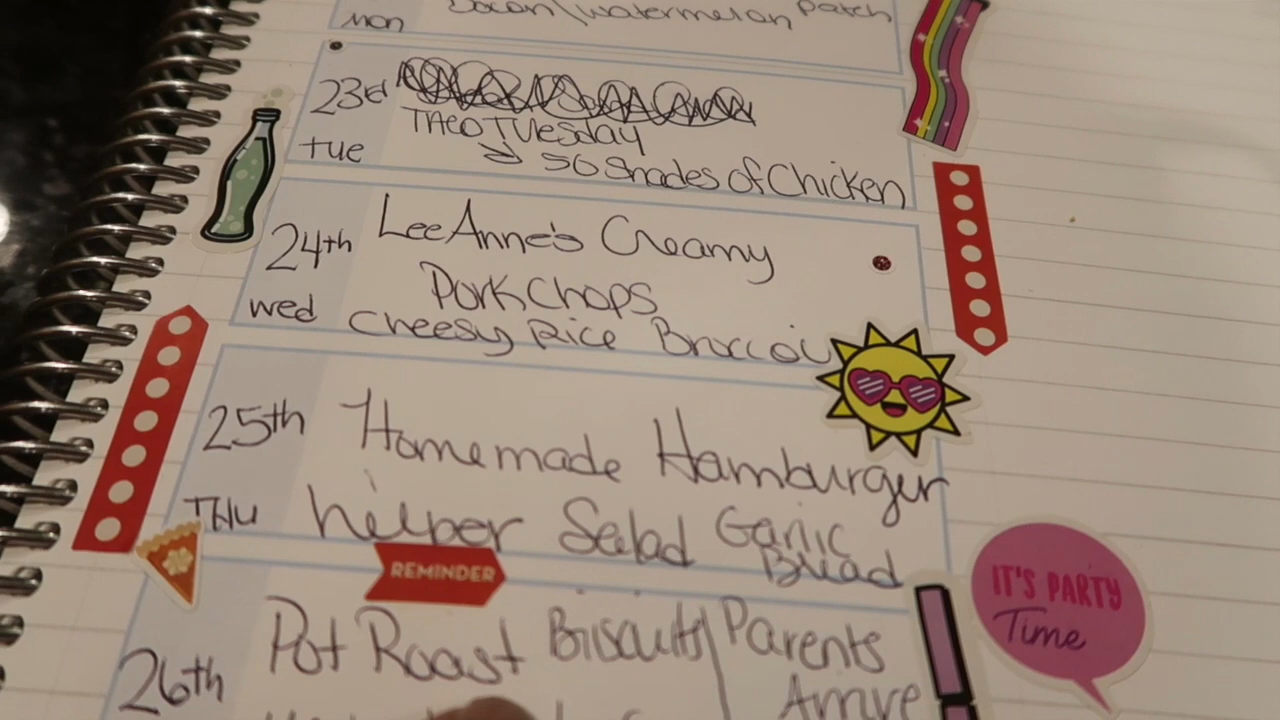 Mon Bacon\watermelon patch
23rd
THEO TUesday
Tue
50 Shades of Chicken
24th LeeAnne's Creamy
Pork Chops
wed Cheesy Rice Broccoli
25th Homemade Hamburger
THU helper Salad Garlic
Bread
REMINDER
26th Pot Roast Biscuits Parents
Arrive
IT'S PARTY
Time